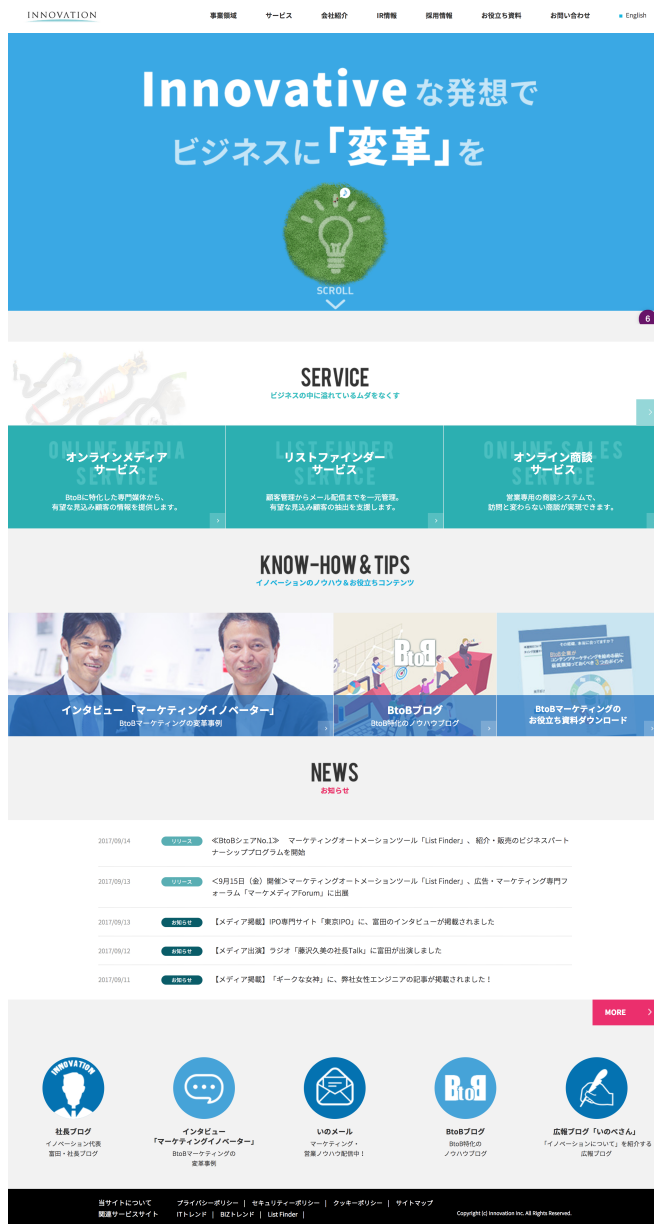 INNOVATION
事業領域 サービス 会社紹介 IR情報 採用情報 お役立ち資料 お問い合わせ English
Innovativeな発想で
ビジネスに「変革」を
SCROLL
6
SERVICE
ビジネスの中に溢れているムダをなくす
ONLINE MEDIA SERVICE
オンラインメディア
サービス
BtoBに特化した専門媒体から、
有望な見込み顧客の情報を提供します。
LIST FINDER SERVICE
リストファインダー
サービス
顧客管理からメール配信までを一元管理。
有望な見込み顧客の抽出を支援します。
ONLINE SALES SERVICE
オンライン商談
サービス
営業専用の商談システムで、
訪問と変わらない商談が実現できます。
KNOW-HOW & TIPS
イノベーションのノウハウ&お役立ちコンテンツ
インタビュー 「マーケティングイノベーター」
BtoBマーケティングの変革事例
BtoB
BtoBブログ
BtoB特化のノウハウブログ
BtoBマーケティングの
お役立ち資料ダウンロード
NEWS
お知らせ
2017/09/14 リリース ≪BtoBシェアNo.1≫ マーケティングオートメーションツール「List Finder」、紹介・販売のビジネスパート
ナーシッププログラムを開始
2017/09/13 リリース <9月15日（金）開催>マーケティングオートメーションツール「List Finder」、広告・マーケティング専門フ
ォーラム「マーケメディアForum」に出展
2017/09/13 お知らせ 【メディア掲載】IPO専門サイト「東京IPO」に、富田のインタビューが掲載されました
2017/09/12 お知らせ 【メディア出演】ラジオ「藤沢久美の社長Talk」に富田が出演しました
2017/09/11 お知らせ 【メディア掲載】「ギークな女神」に、弊社女性エンジニアの記事が掲載されました！
MORE
INNOVATION
社長ブログ
イノベーション代表
富田・社長ブログ
インタビュー
「マーケティングイノベーター」
BtoBマーケティングの
変革事例
いのメール
マーケティング・
営業ノウハウ配信中！
BtoB
BtoBブログ
BtoB特化の
ノウハウブログ
広報ブログ「いのべさん」
「イノベーションについて」を紹介する
広報ブログ
当サイトについて プライバシーポリシー | セキュリティーポリシー | クッキーポリシー | サイトマップ
関連サービスサイト ITトレンド | BIZトレンド | List Finder |
Copyright (c) Innovation Inc. All Rights Reserved.